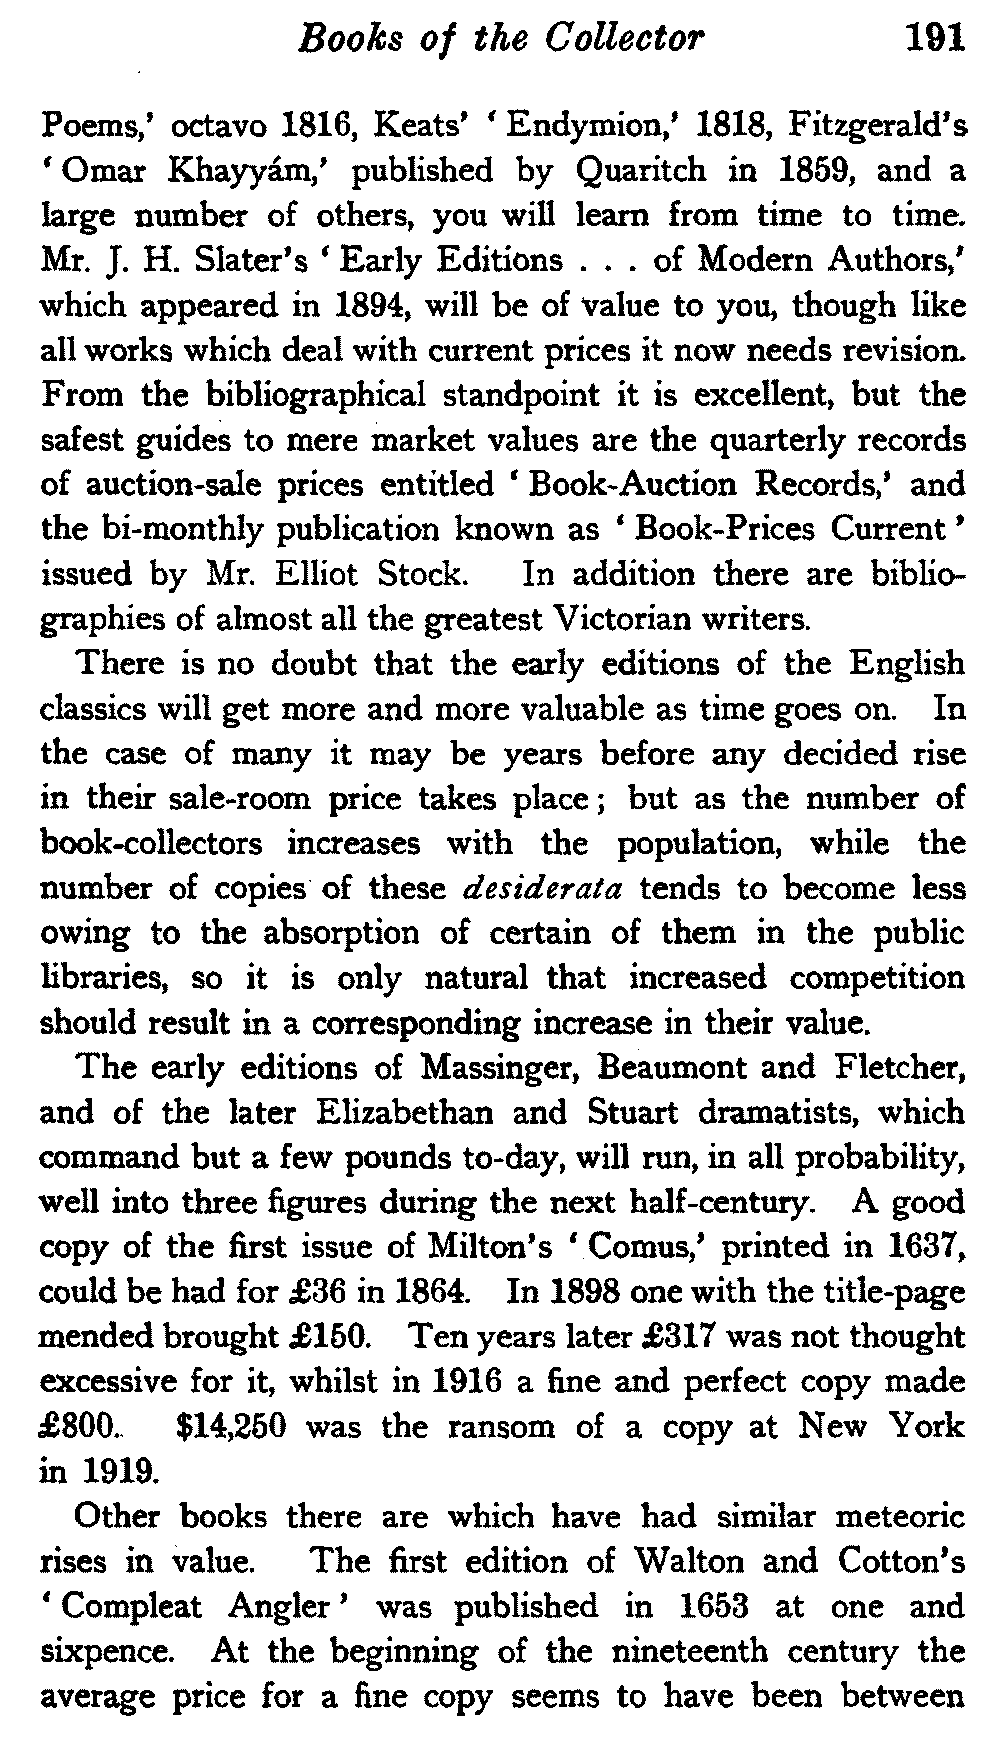 Books of the Collector 191
Poems,' octavo 1816, Keats' ' Endymion,' 1818, Fitzgerald's
' Omar Khayyám,' published by Quaritch in 1859, and a
large number of others, you will learn from time to time.
Mr. J. H. Slater's ' Early Editions . . . of Modern Authors,'
which appeared in 1894, will be of value to you, though like
all works which deal with current prices it now needs revision.
From the bibliographical standpoint it is excellent, but the
safest guides to mere market values are the quarterly records
of auction-sale prices entitled ' Book-Auction Records,' and
the bi-monthly publication known as ' Book-Prices Current '
issued by Mr. Elliot Stock. In addition there are biblio-
graphies of almost all the greatest Victorian writers.
There is no doubt that the early editions of the English
classics will get more and more valuable as time goes on. In
the case of many it may be years before any decided rise
in their sale-room price takes place ; but as the number of
book-collectors increases with the population, while the
number of copies of these desiderata tends to become less
owing to the absorption of certain of them in the public
libraries, so it is only natural that increased competition
should result in a corresponding increase in their value.
The early editions of Massinger, Beaumont and Fletcher,
and of the later Elizabethan and Stuart dramatists, which
command but a few pounds to-day, will run, in all probability,
well into three figures during the next half-century. A good
copy of the first issue of Milton's ' Comus,' printed in 1637,
could be had for £36 in 1864. In 1898 one with the title-page
mended brought £150. Ten years later £317 was not thought
excessive for it, whilst in 1916 a fine and perfect copy made
£800. $14,250 was the ransom of a copy at New York
in 1919.
Other books there are which have had similar meteoric
rises in value. The first edition of Walton and Cotton's
' Compleat Angler ' was published in 1653 at one and
sixpence. At the beginning of the nineteenth century the
average price for a fine copy seems to have been between